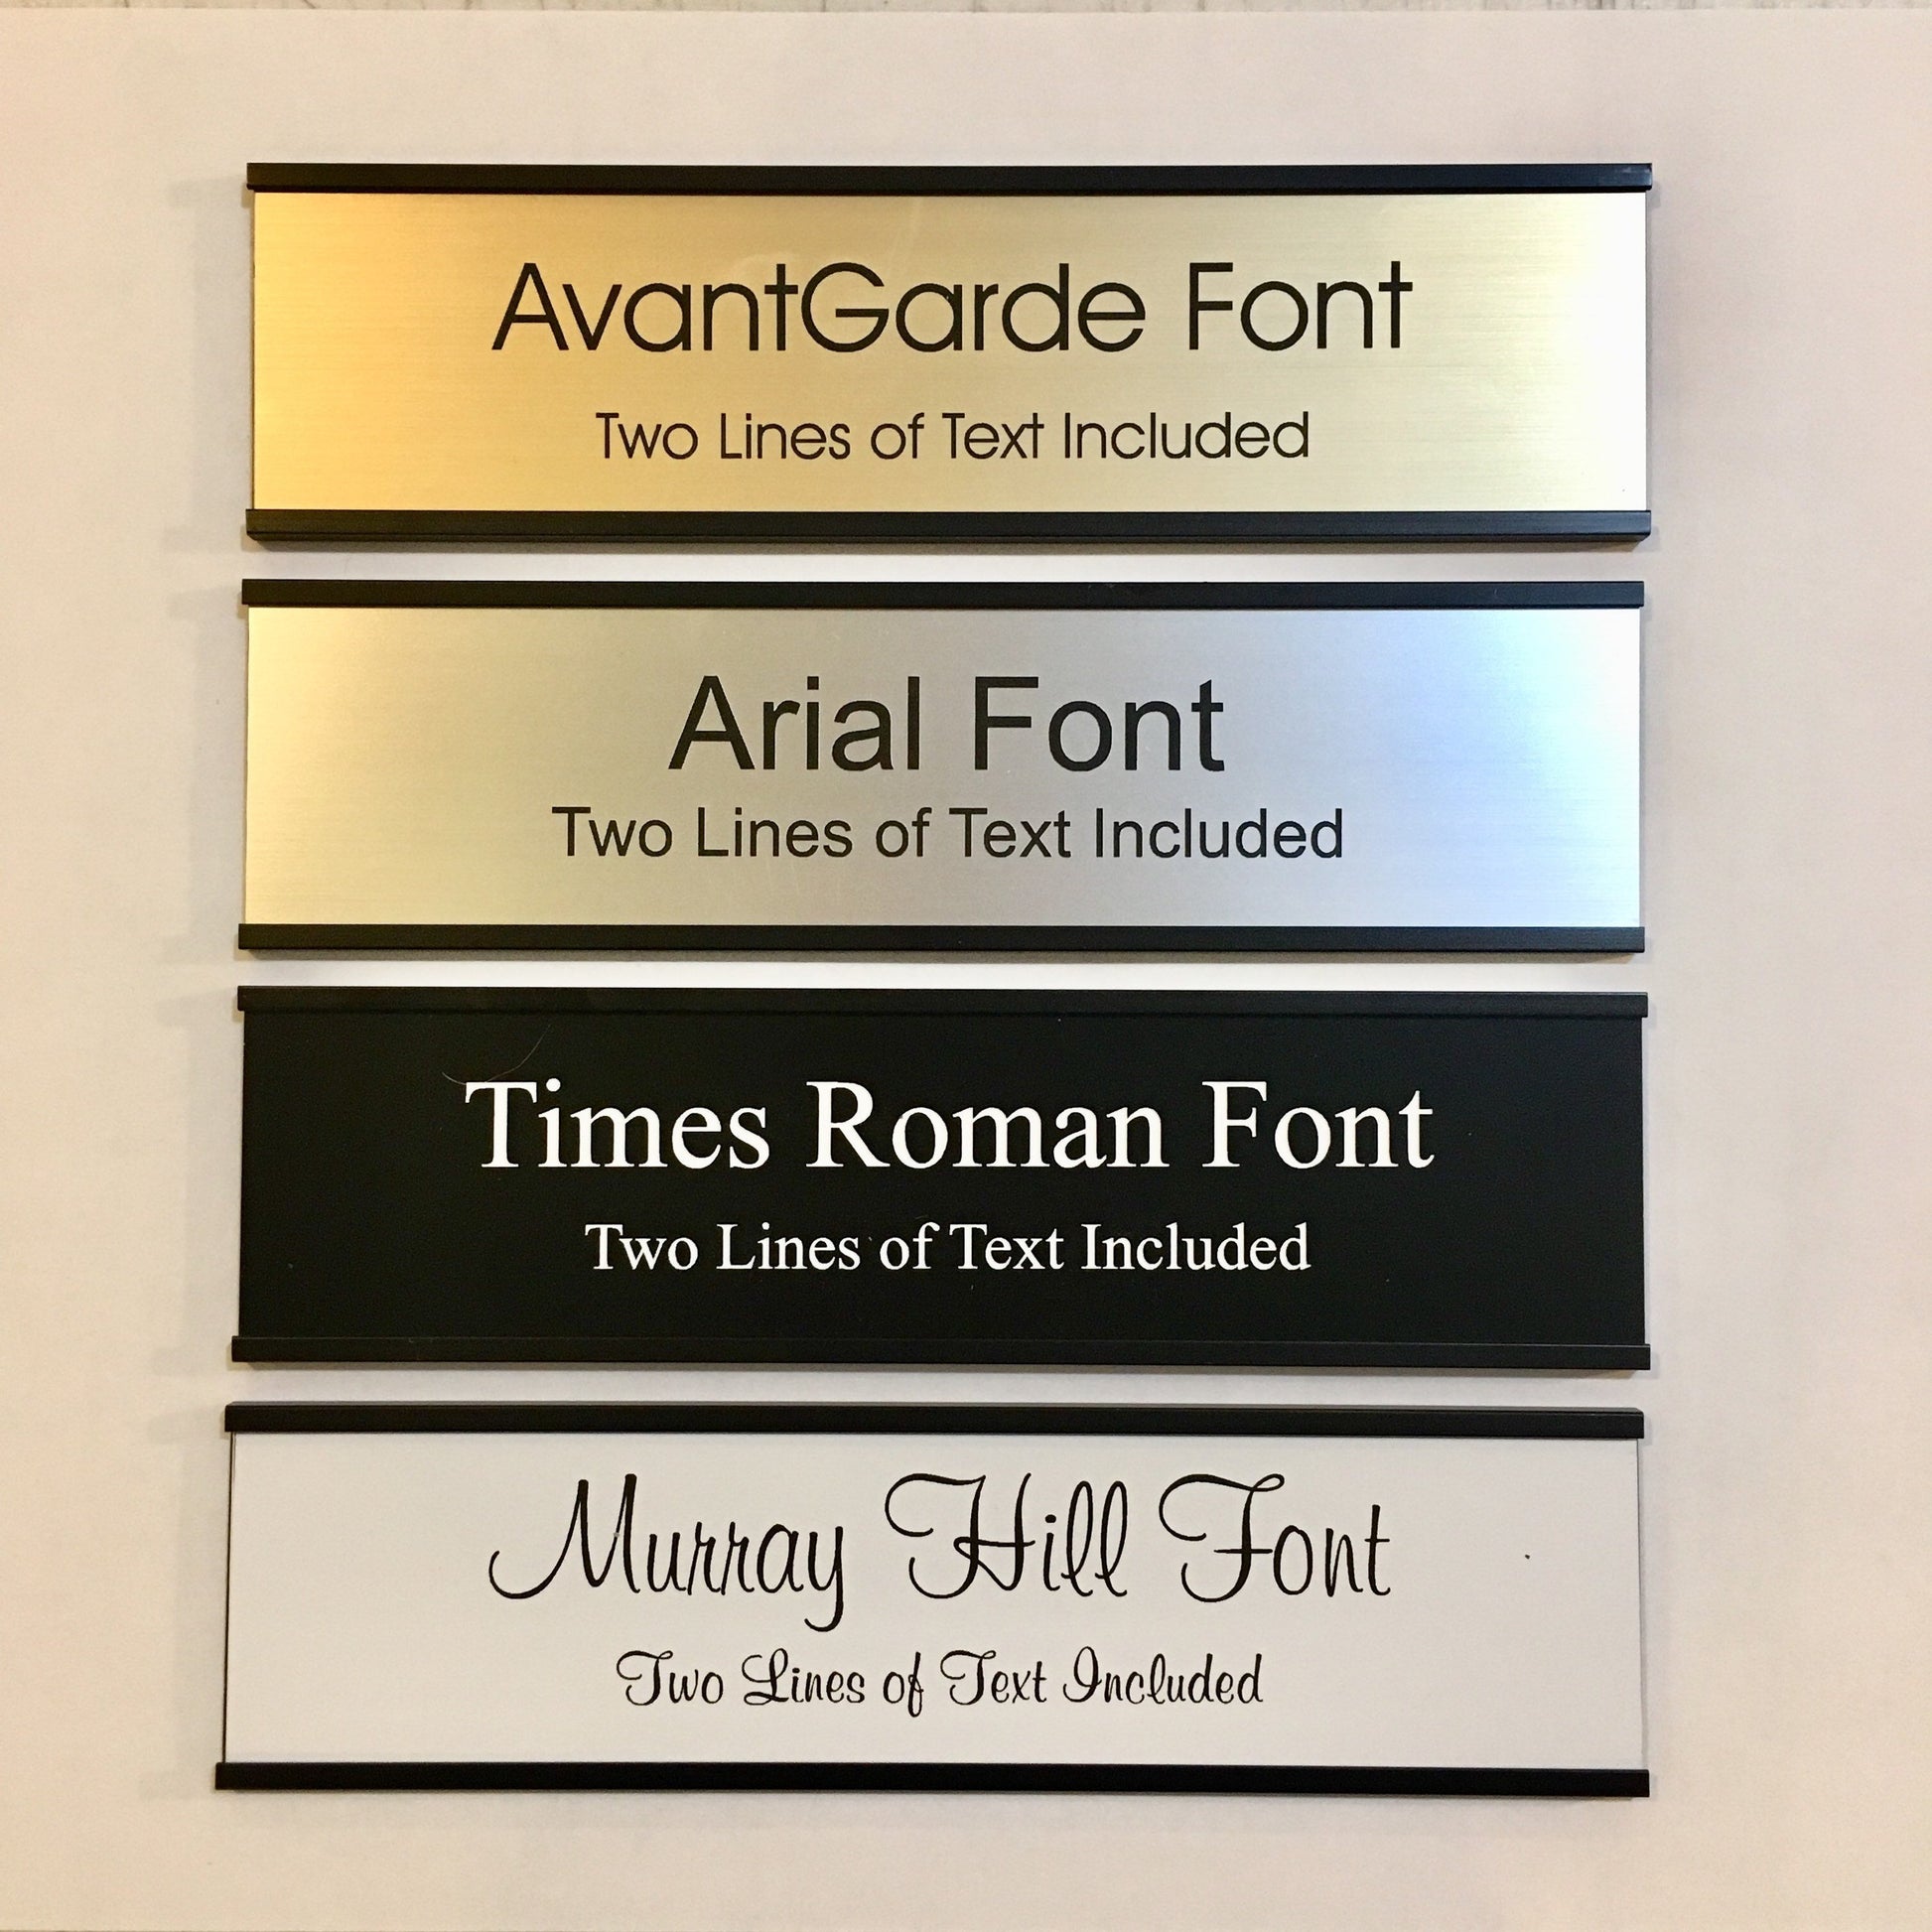 AvantGarde Font
Two Lines of Text Included
Arial Font
Two Lines of Text Included
Times Roman Font
Two Lines of Text Included
Murray Hill Font
Two Lines of Text Included